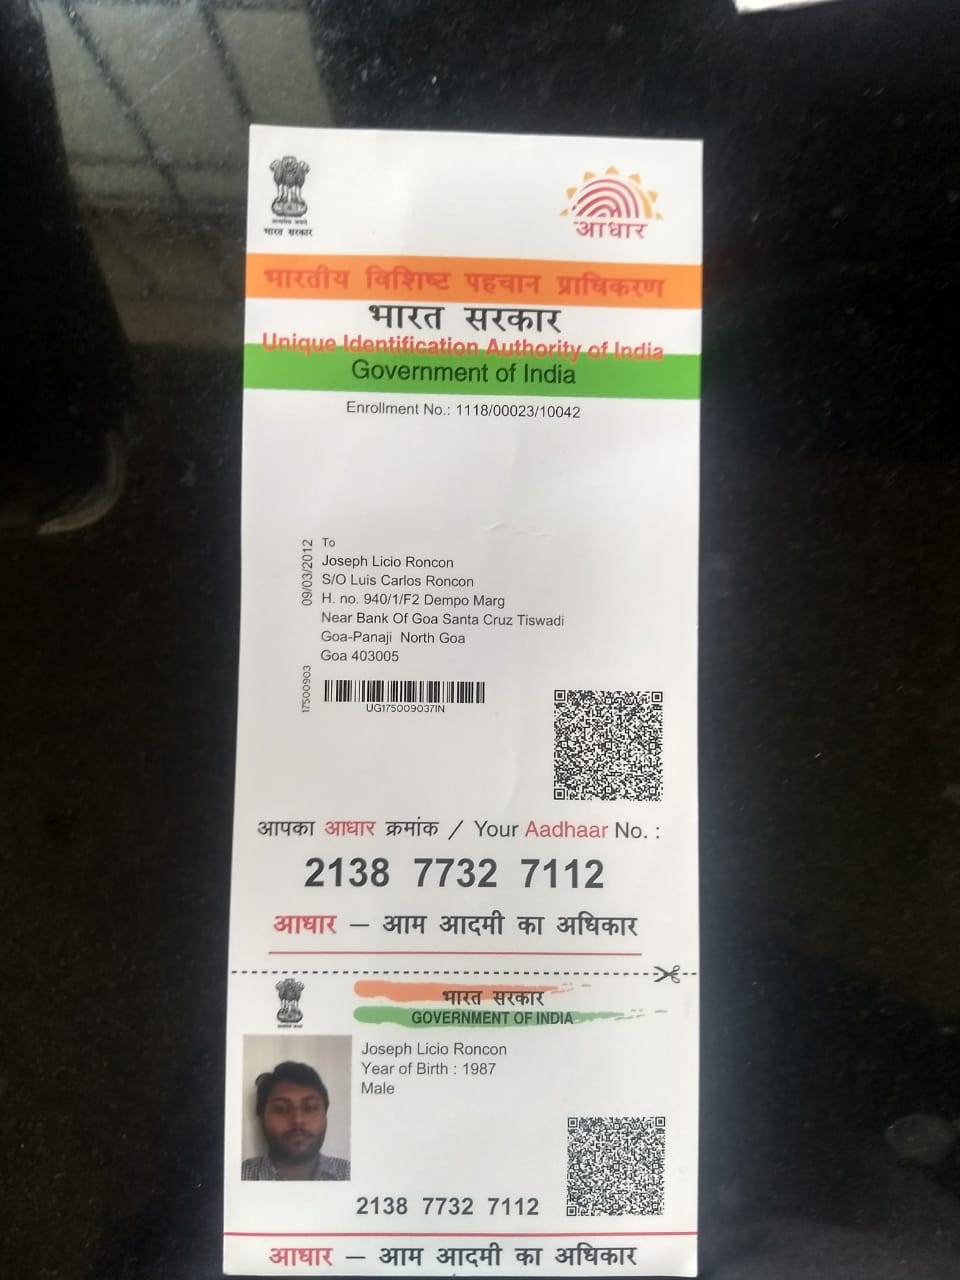 सत्यमेव जयते
भारत सरकार
आधार
भारतीय विशिष्ट पहचान प्राधिकरण
भारत सरकार
Unique Identification Authority of India
Government of India
Enrollment No.: 1118/00023/10042
09/03/2012
To
Joseph Licio Roncon
S/O Luis Carlos Roncon
H. no. 940/1/F2 Dempo Marg
Near Bank Of Goa Santa Cruz Tiswadi
Goa-Panaji North Goa
Goa 403005
17500903
UG175009037IN
आपका आधार क्रमांक / Your Aadhaar No. :
2138 7732 7112
आधार – आम आदमी का अधिकार
भारत सरकार
GOVERNMENT OF INDIA
Joseph Licio Roncon
Year of Birth : 1987
Male
2138 7732 7112
आधार – आम आदमी का अधिकार